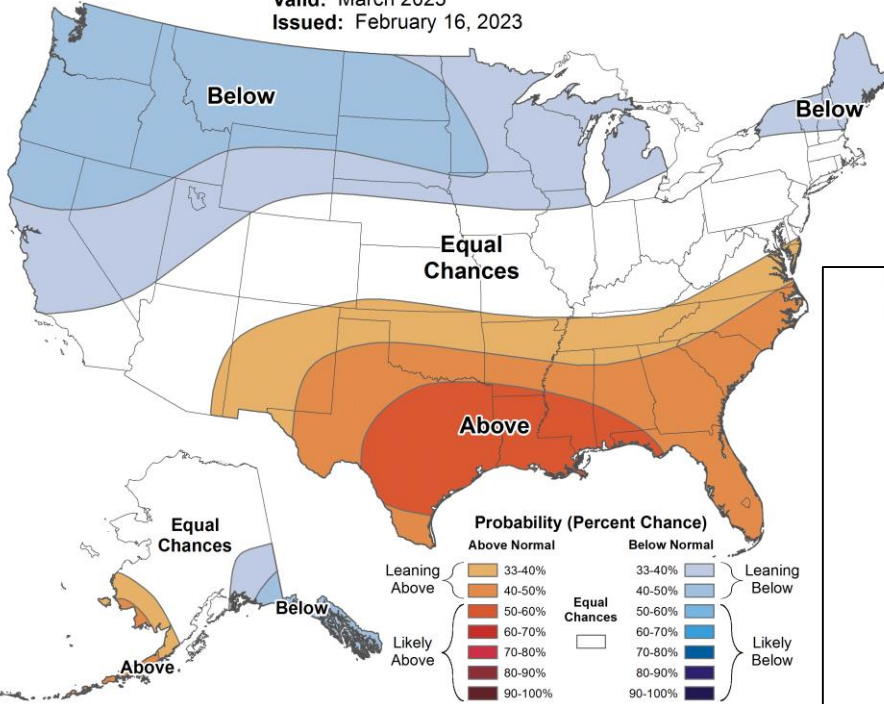 Valid: March 2023
Issued: February 16, 2023
Below
Below
Equal
Chances
Above
Equal
Chances
Below
Above
Probability (Percent Chance)
Above Normal
Below Normal
Leaning
Above
33-40%
40-50%
Likely
Above
50-60%
60-70%
70-80%
80-90%
90-100%
Equal
Chances
33-40%
40-50%
Leaning
Below
50-60%
60-70%
70-80%
80-90%
90-100%
Likely
Below